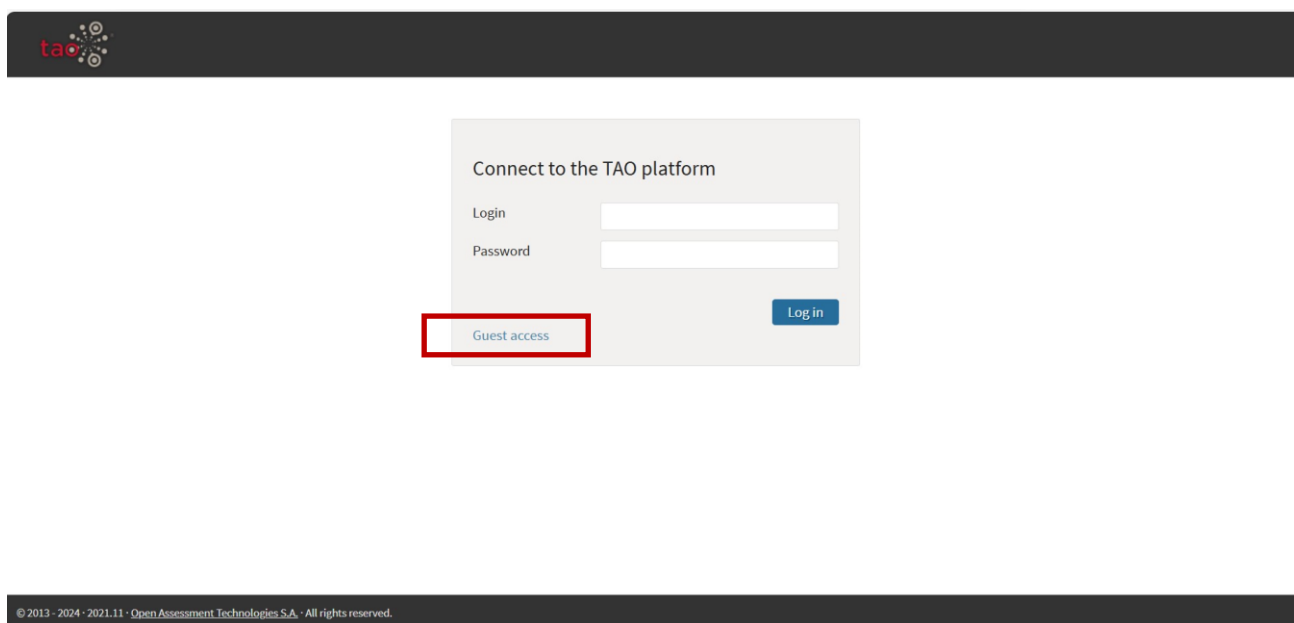 tao
Connect to the TAO platform
Login
Password
Log in
Guest access
© 2013 - 2024 · 2021.11 · Open Assessment Technologies S.A. · All rights reserved.